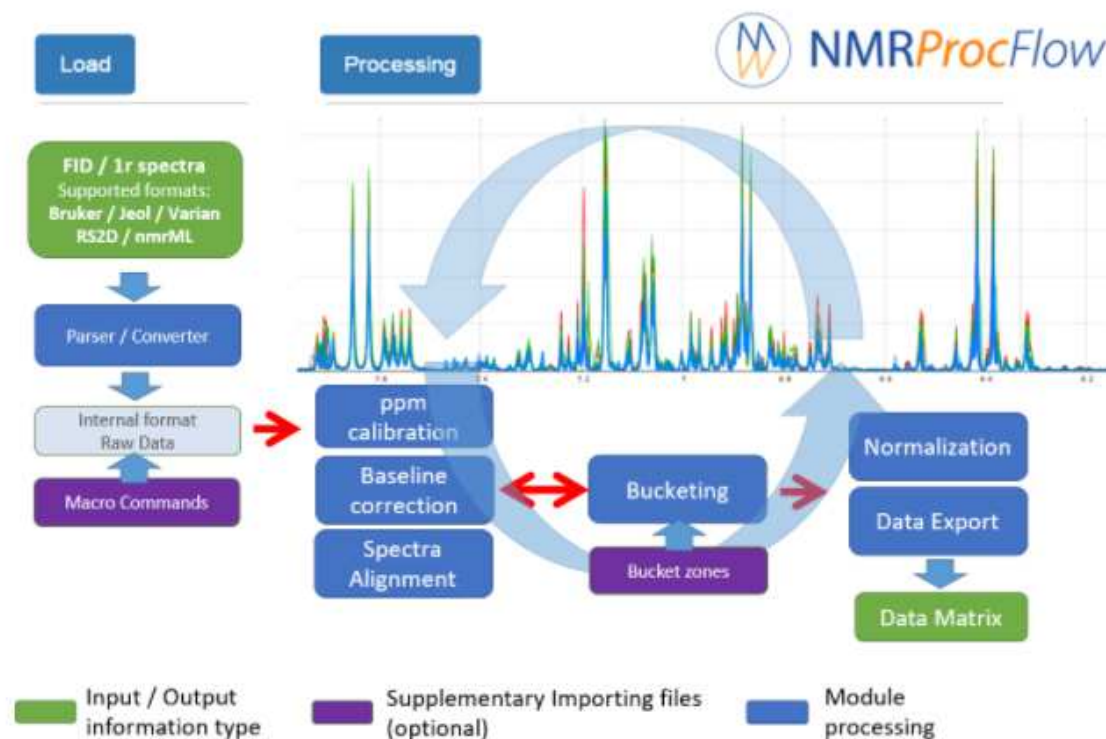 Load
Processing
NMRProcFlow
FID / 1r spectra
Supported formats:
Bruker / Jeol / Varian
RS2D / nmrML
Parser / Converter
Internal format
Raw Data
Macro Commands
ppm
calibration
Baseline
correction
Spectra
Alignment
Bucketing
Bucket zones
Normalization
Data Export
Data Matrix
Input / Output
information type
Supplementary Importing files
(optional)
Module
processing